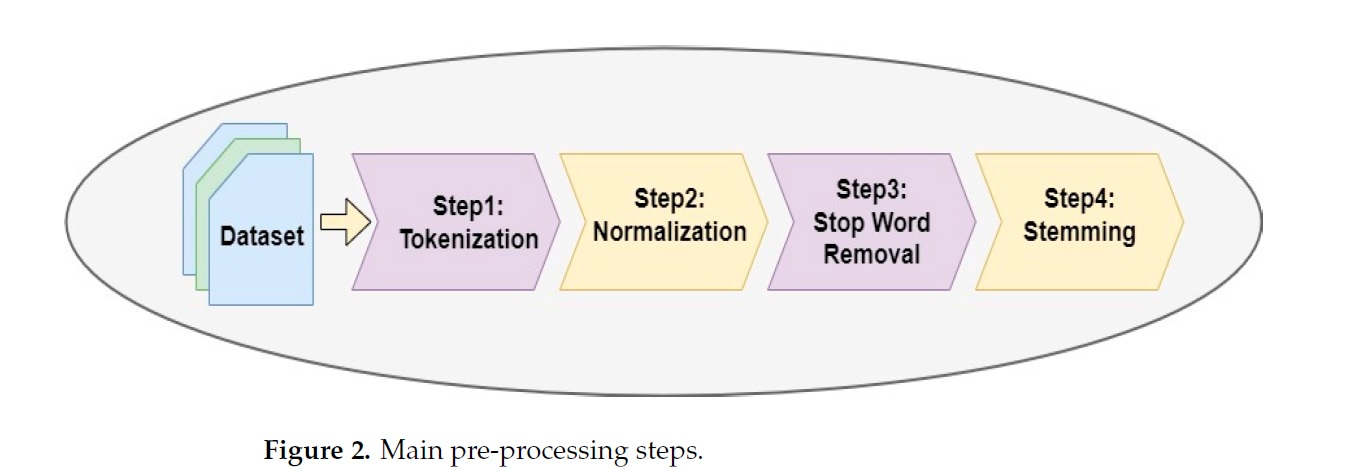 Dataset
Step1:
Tokenization
Step2:
Normalization
Step3:
Stop Word
Removal
Step4:
Stemming
Figure 2. Main pre-processing steps.